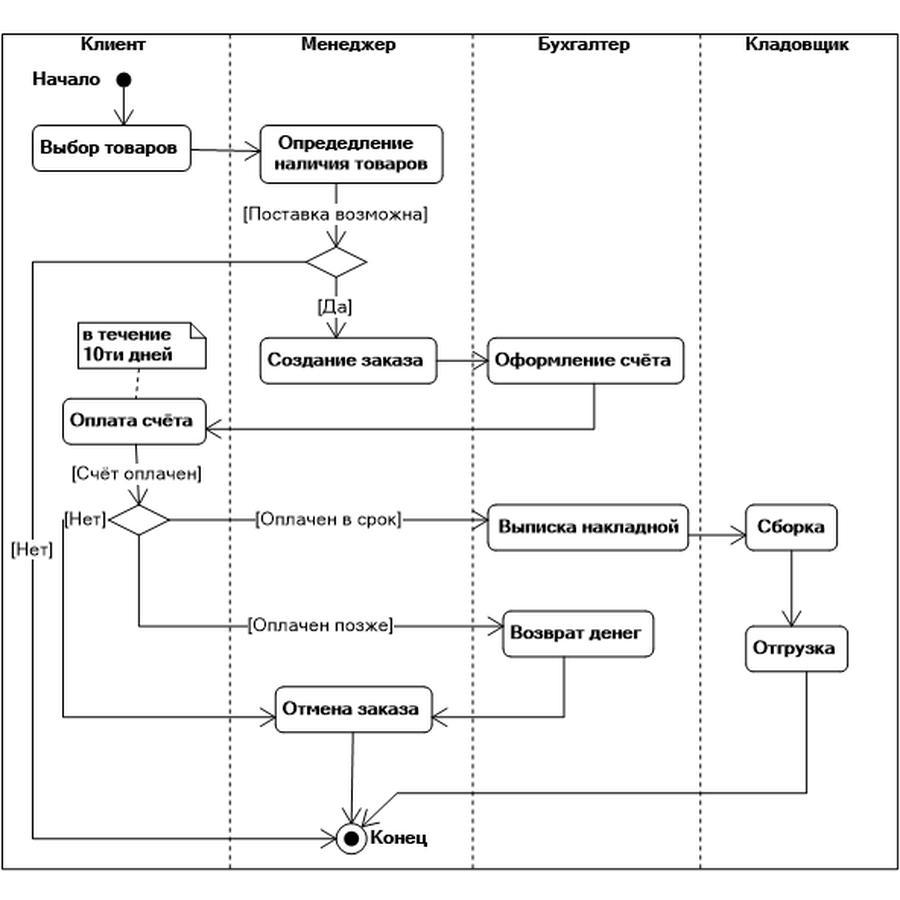 Клиент
Менеджер
Бухгалтер
Кладовщик
Начало
Выбор товаров
Опредедление
наличия товаров
[Поставка возможна]
[Да]
в течение
10ти дней
Создание заказа
Оформление счёта
Оплата счёта
[Счёт оплачен]
[Нет]
[Оплачен в срок]
Выписка накладной
Сборка
[Нет]
[Оплачен позже]
Возврат денег
Отгрузка
Отмена заказа
Конец